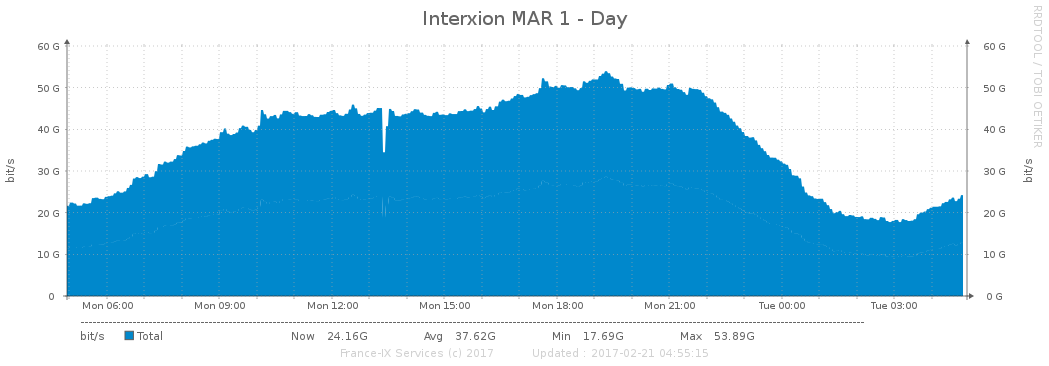 Interxion MAR 1 - Day
RRDTOOL / TOBI OETIKER
60 G 60 G
50 G 50 G
40 G 40 G
30 G 30 G
20 G 20 G
10 G 10 G
0 0 G
bit/s
bit/s
Mon 06:00 Mon 09:00 Mon 12:00 Mon 15:00 Mon 18:00 Mon 21:00 Tue 00:00 Tue 03:00
bit/s Total Now 24.16G Avg 37.62G Min 17.69G Max 53.89G
France-IX Services (c) 2017 Updated : 2017-02-21 04:55:15